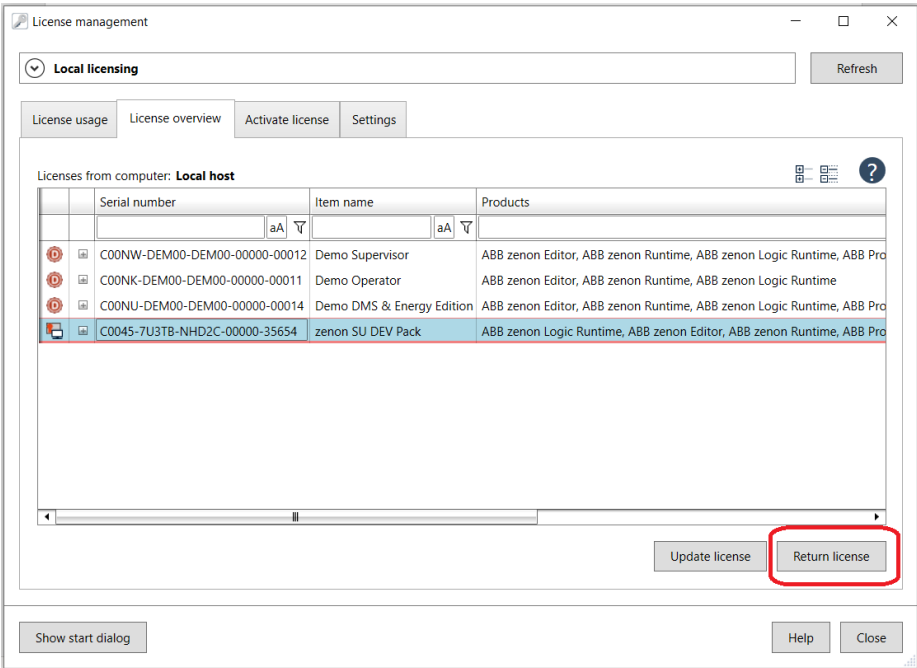 License management
Local licensing
Refresh
License usage License overview Activate license Settings
Licenses from computer: Local host
?
Serial number Item name Products
aA aA
D C00NW-DEM00-DEM00-00000-00012 Demo Supervisor ABB zenon Editor, ABB zenon Runtime, ABB zenon Logic Runtime, ABB Pro
D C00NK-DEM00-DEM00-00000-00011 Demo Operator ABB zenon Editor, ABB zenon Runtime, ABB zenon Logic Runtime
D C00NU-DEM00-DEM00-00000-00014 Demo DMS & Energy Edition ABB zenon Editor, ABB zenon Runtime, ABB zenon Logic Runtime, ABB Pro
C0045-7U3TB-NHD2C-00000-35654 zenon SU DEV Pack ABB zenon Logic Runtime, ABB zenon Editor, ABB zenon Runtime, ABB Pro
Update license Return license
Show start dialog Help Close